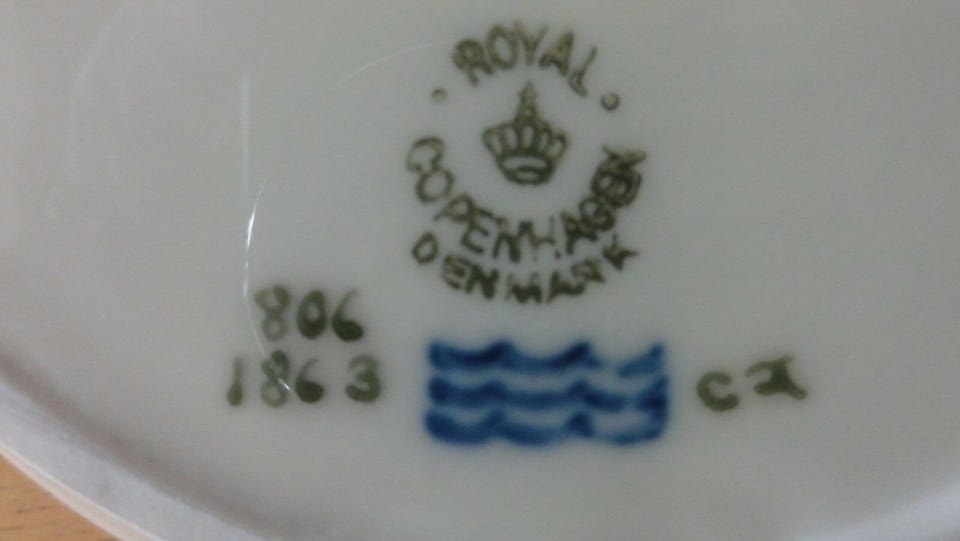 ROYAL
COPENHAGEN
DENMARK
806
1863